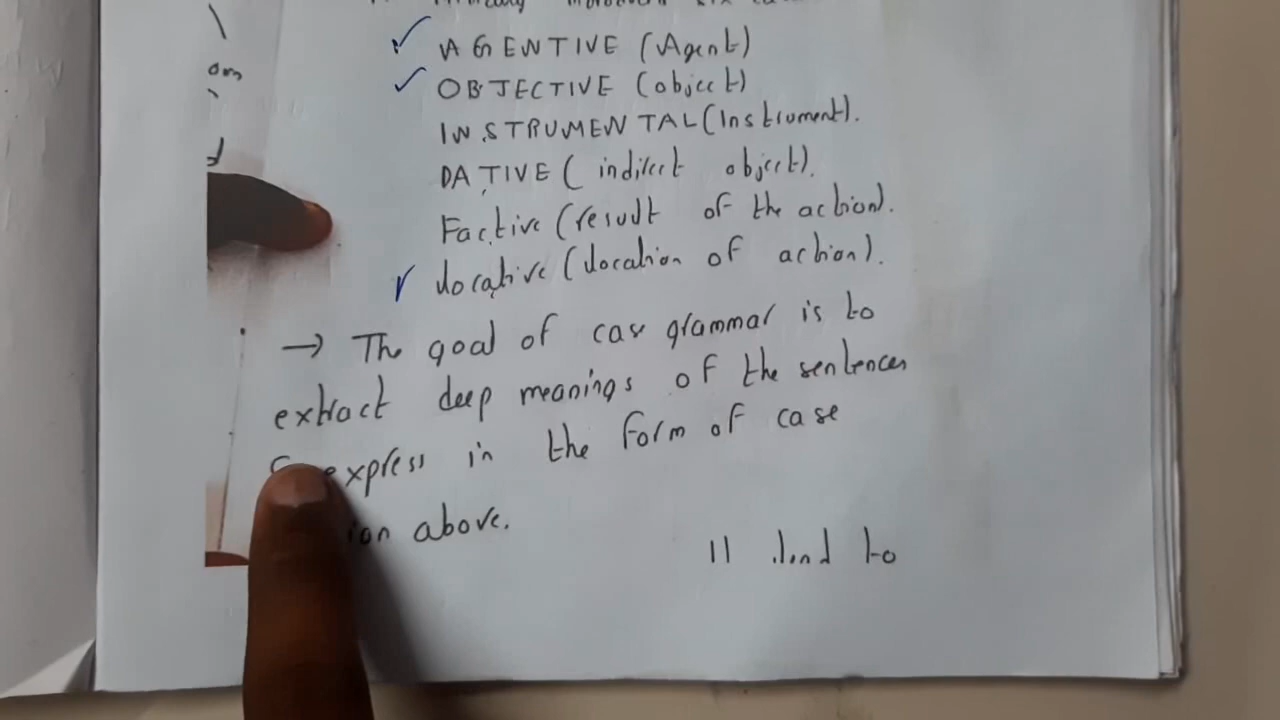 AGENTIVE (Agent)
OBJECTIVE (object)
INSTRUMENTAL (Instrument).
DATIVE ( indirect object).
Factive (result of the action).
Locative (Location of action).
→ The goal of case grammar is to
extract deep meanings of the sentences
express in the form of case
above.
to
om